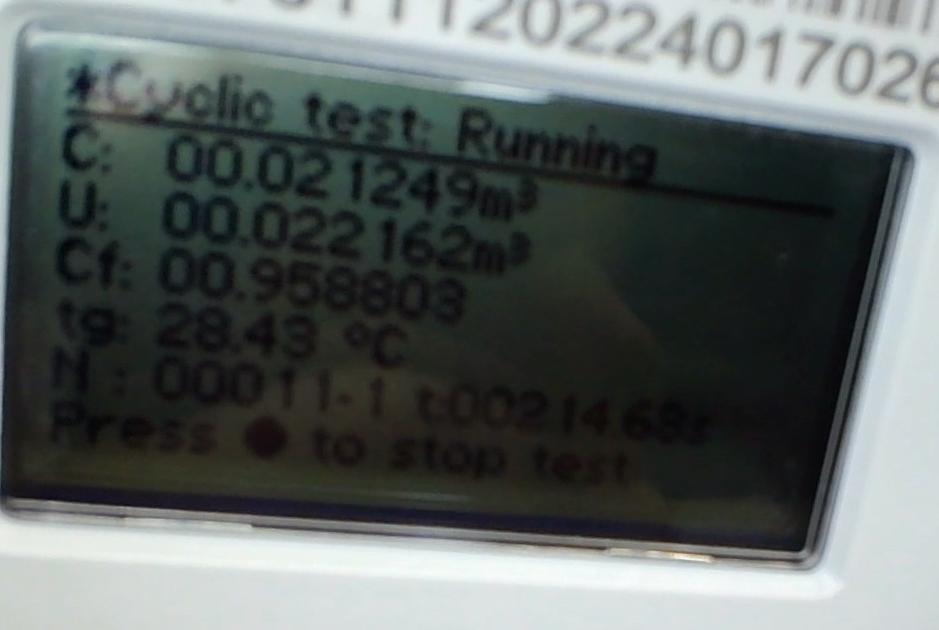 1120224017026
*Cyclic test: Running
C: 00.021249m³
U: 00.022162m³
Cf: 00.958803
tg: 28.43 °C
N : 00011-1 t:00214.68s
Press ● to stop test